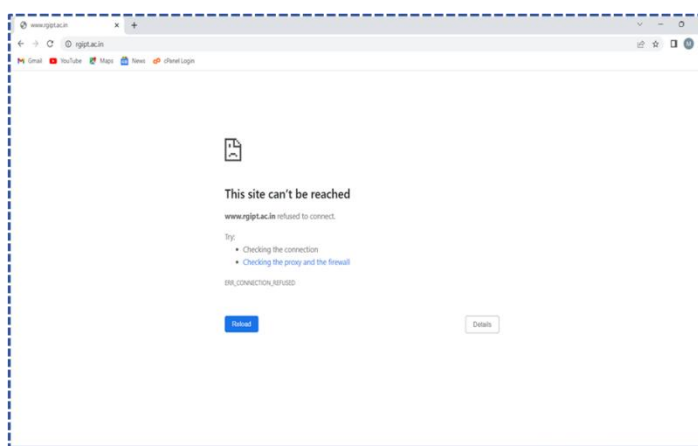 www.rgipt.ac.in
rgipt.ac.in
Gmail YouTube Maps News cPanel Login
M
This site can't be reached
www.rgipt.ac.in refused to connect.
Try:
Checking the connection
Checking the proxy and the firewall
ERR_CONNECTION_REFUSED
Reload Details